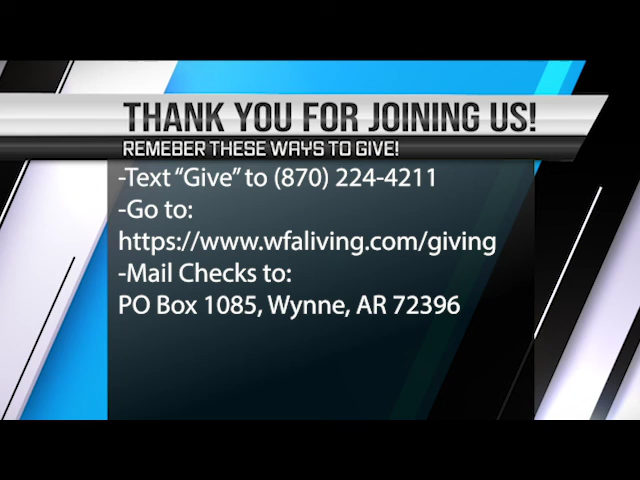 THANK YOU FOR JOINING US!
REMEBER THESE WAYS TO GIVE!
-Text “Give” to (870) 224-4211
-Go to:
https://www.wfaliving.com/giving
-Mail Checks to:
PO Box 1085, Wynne, AR 72396